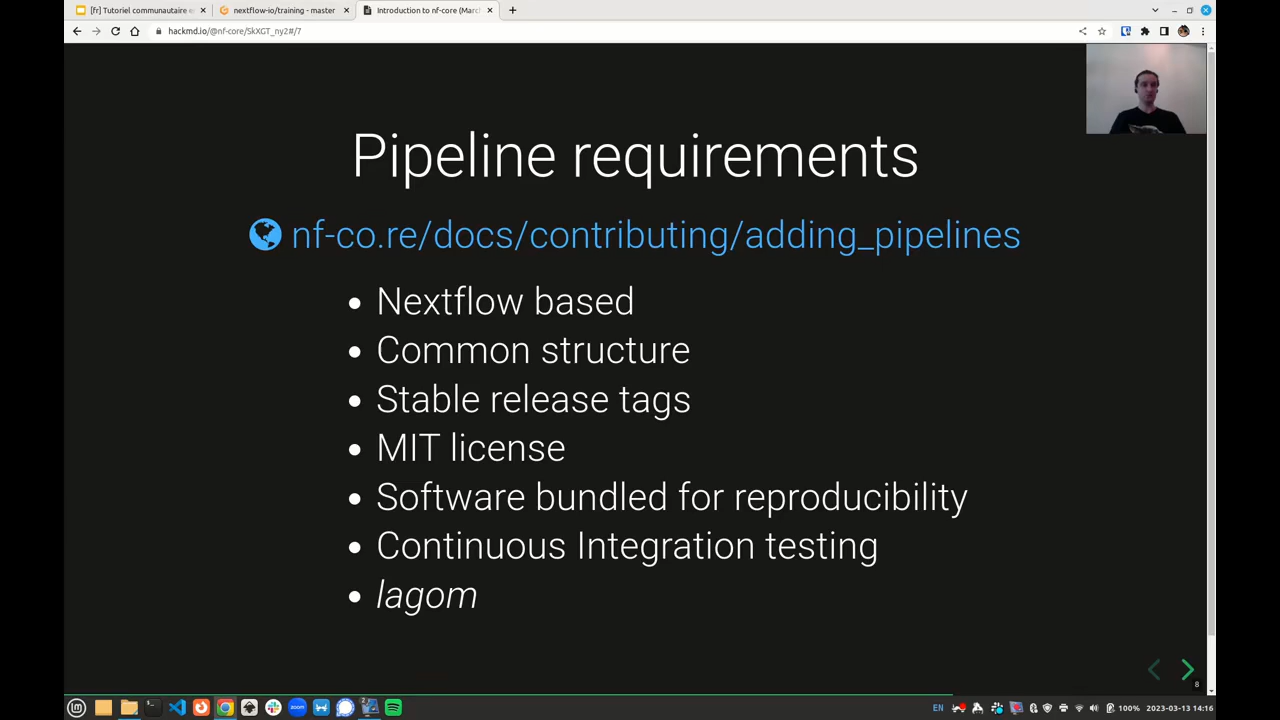 [fr] Tutoriel communautaire e
nextflow-io/training - master
Introduction to nf-core (Marc
hackmd.io/@nf-core/SkXGT_ny2#/7
Pipeline requirements
nf-co.re/docs/contributing/adding_pipelines
Nextflow based
Common structure
Stable release tags
MIT license
Software bundled for reproducibility
Continuous Integration testing
lagom
8
EN
100%
2023-03-13 14:16